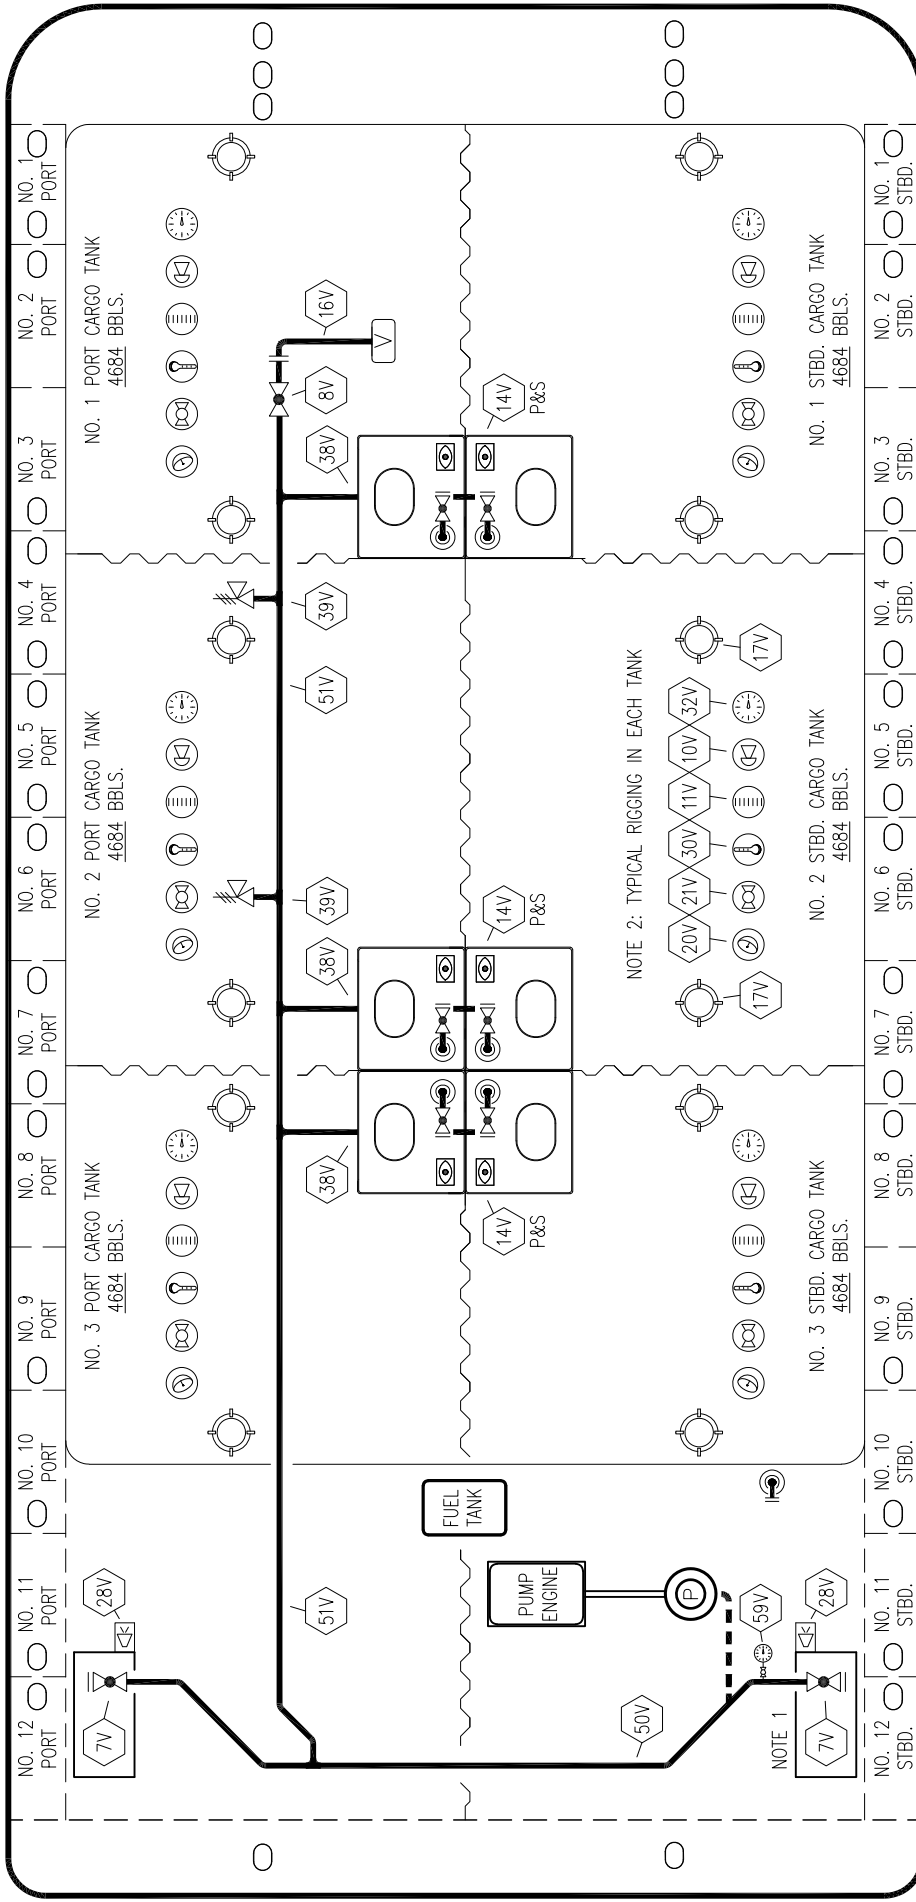 NO. 12
PORT
NO. 11
PORT
NO. 10
PORT
NO. 9
PORT
NO. 8
PORT
NO. 7
PORT
NO. 6
PORT
NO. 5
PORT
NO. 4
PORT
NO. 3
PORT
NO. 2
PORT
NO. 1
PORT
NO. 3 PORT CARGO TANK
4684 BBLS.
NO. 2 PORT CARGO TANK
4684 BBLS.
NO. 1 PORT CARGO TANK
4684 BBLS.
7V
28V
51V
38V
38V
39V
51V
39V
38V
8V
16V
V
FUEL
TANK
14V
P&S
14V
P&S
14V
P&S
PUMP
ENGINE
P
50V
59V
NOTE 1
7V
28V
NOTE 2: TYPICAL RIGGING IN EACH TANK
17V
20V
21V
30V
11V
10V
32V
17V
NO. 3 STBD. CARGO TANK
4684 BBLS.
NO. 2 STBD. CARGO TANK
4684 BBLS.
NO. 1 STBD. CARGO TANK
4684 BBLS.
NO. 12
STBD.
NO. 11
STBD.
NO. 10
STBD.
NO. 9
STBD.
NO. 8
STBD.
NO. 7
STBD.
NO. 6
STBD.
NO. 5
STBD.
NO. 4
STBD.
NO. 3
STBD.
NO. 2
STBD.
NO. 1
STBD.